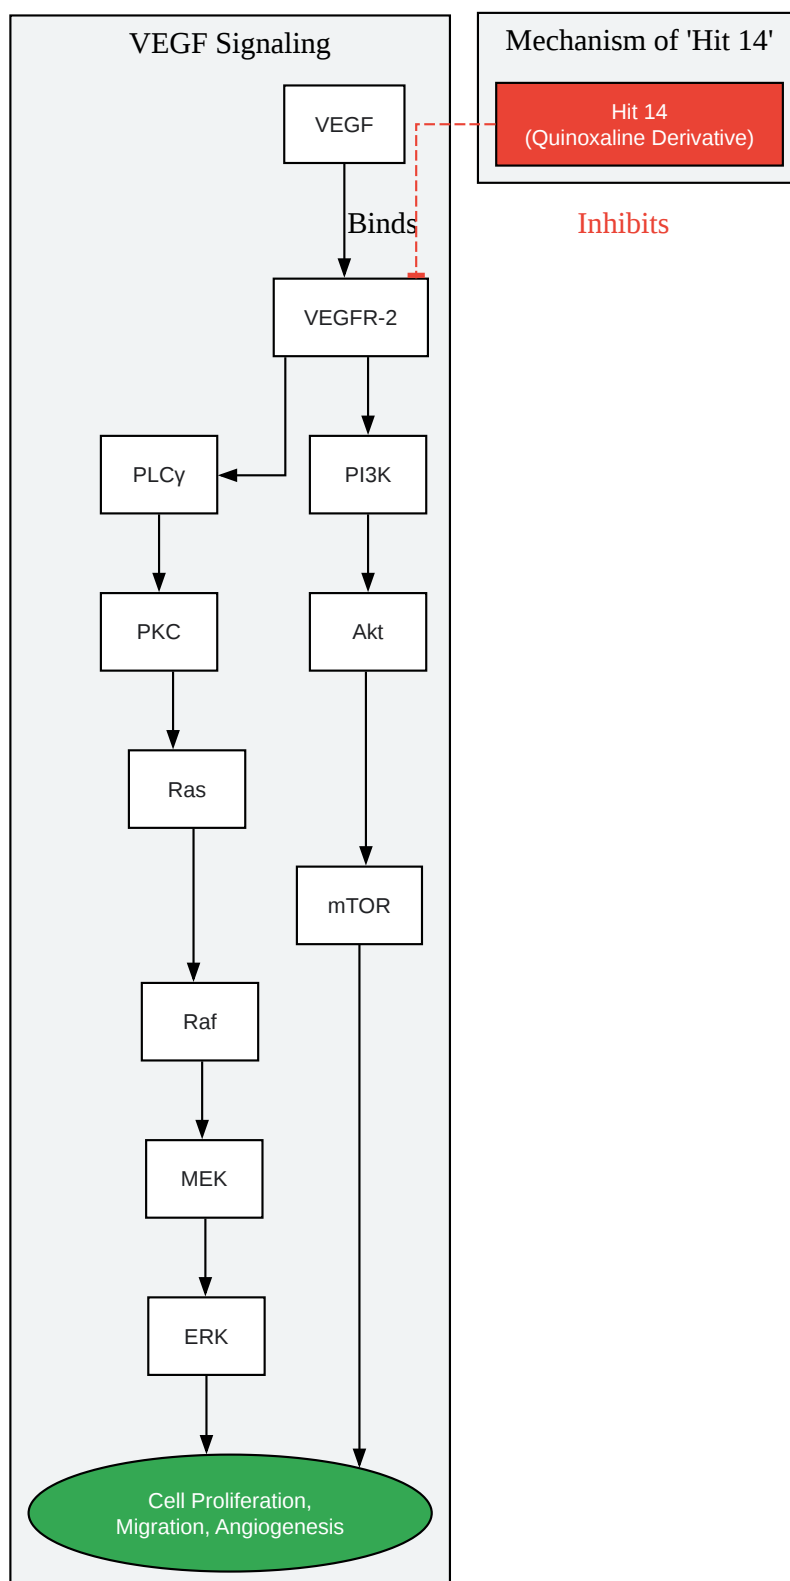 VEGF Signaling
Mechanism of 'Hit 14'
VEGF
Hit 14
(Quinoxaline Derivative)
Binds
Inhibits
VEGFR-2
PLCγ
PI3K
PKC
Akt
Ras
mTOR
Raf
MEK
ERK
Cell Proliferation,
Migration, Angiogenesis